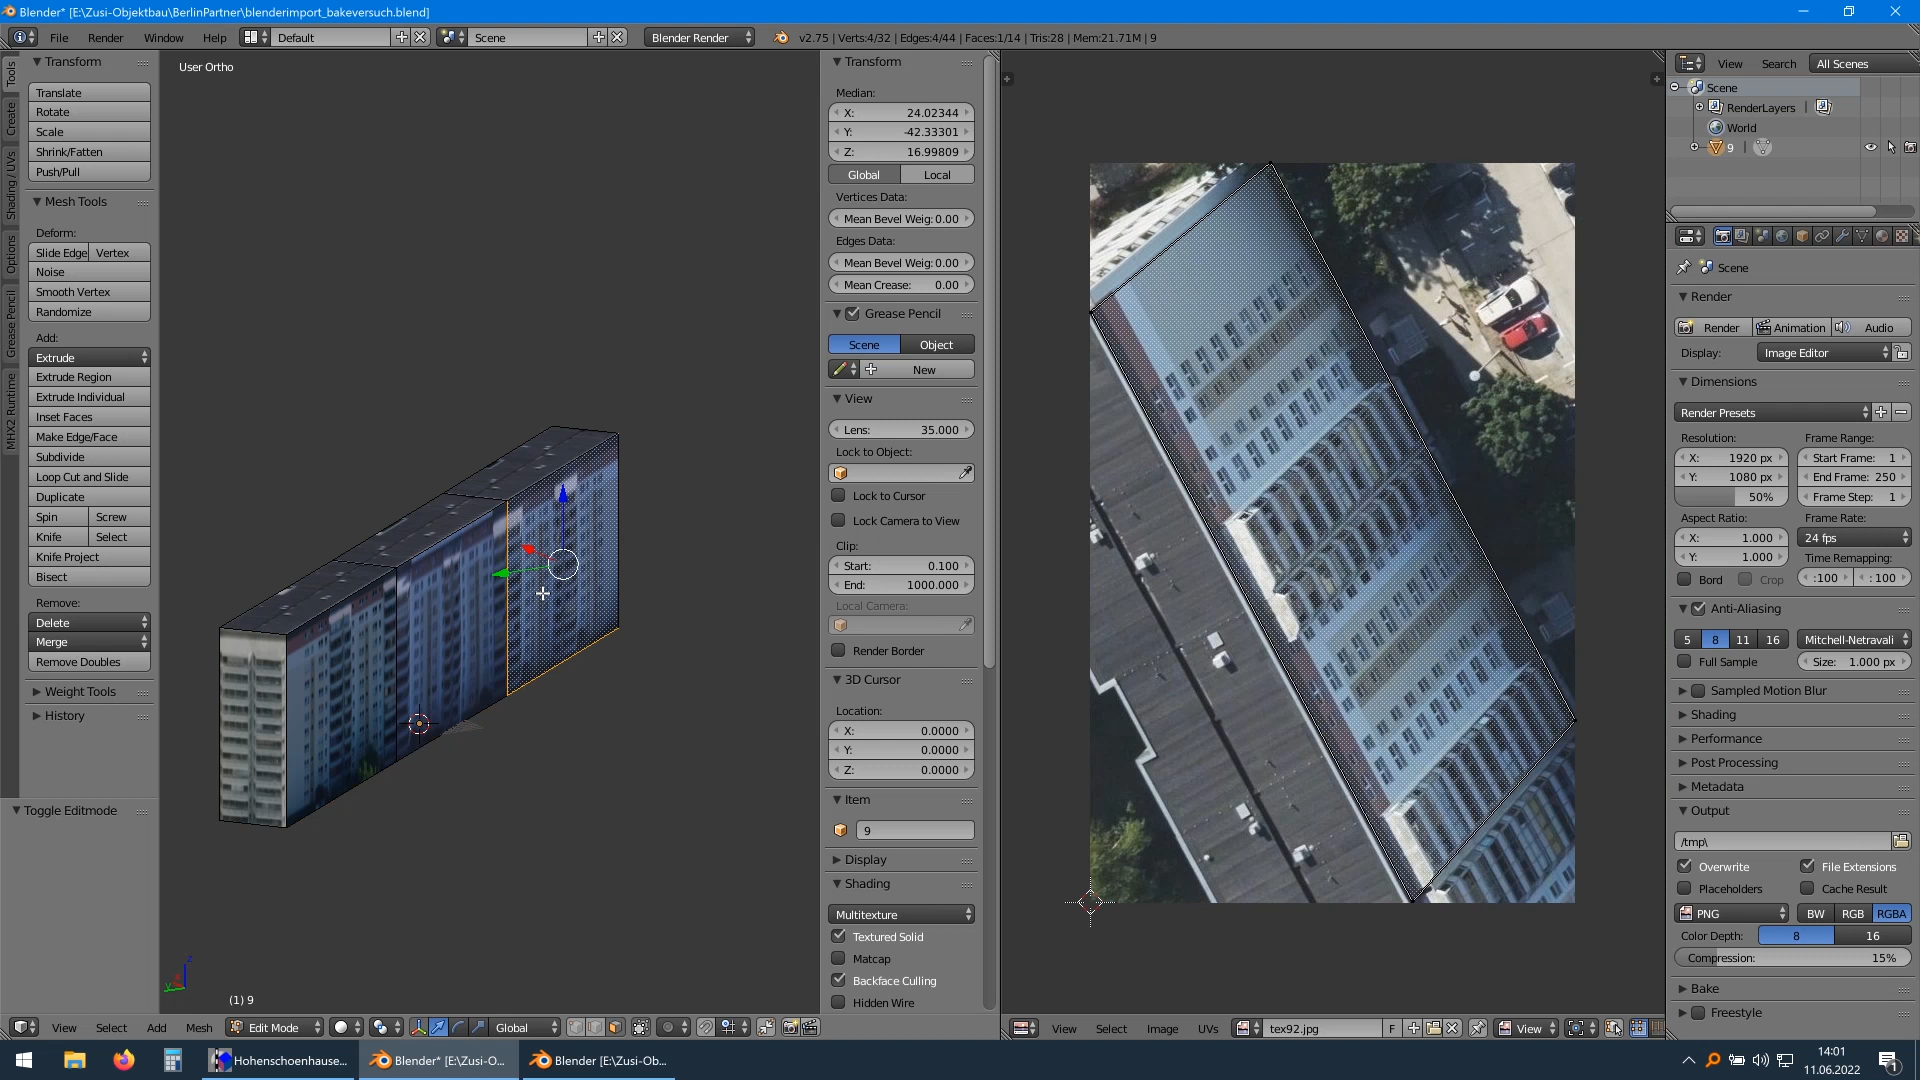 Blender* [E:\Zusi-Objektbau\BerlinPartner\blenderimport_bakeversuch.blend]
File Render Window Help Default Scene Blender Render v2.75 | Verts:4/32 | Edges:4/44 | Faces:1/14 | Tris:28 | Mem:21.71M | 9
Tools
Create
Shading / UVs
Options
Grease Pencil
MHX2 Runtime
Transform
Translate
Rotate
Scale
Shrink/Fatten
Push/Pull
Mesh Tools
Deform:
Slide Edge Vertex
Noise
Smooth Vertex
Randomize
Add:
Extrude
Extrude Region
Extrude Individual
Inset Faces
Make Edge/Face
Subdivide
Loop Cut and Slide
Duplicate
Spin Screw
Knife Select
Knife Project
Bisect
Remove:
Delete
Merge
Remove Doubles
Weight Tools
History
Toggle Editmode
User Ortho
(1) 9
Transform
Median:
X: 24.02344
Y: -42.33301
Z: 16.99809
Global Local
Vertices Data:
Mean Bevel Weig: 0.00
Edges Data:
Mean Bevel Weig: 0.00
Mean Crease: 0.00
Grease Pencil
Scene Object
New
View
Lens: 35.000
Lock to Object:
Lock to Cursor
Lock Camera to View
Clip:
Start: 0.100
End: 1000.000
Local Camera:
Render Border
3D Cursor
Location:
X: 0.0000
Y: 0.0000
Z: 0.0000
Item
9
Display
Shading
Multitexture
Textured Solid
Matcap
Backface Culling
Hidden Wire
View Select Add Mesh Edit Mode Global
View Select Image UVs tex92.jpg F View
View Search All Scenes
Scene
RenderLayers |
World
9 |
Scene
Render
Render Animation Audio
Display: Image Editor
Dimensions
Render Presets
Resolution: Frame Range:
X: 1920 px Start Frame: 1
Y: 1080 px End Frame: 250
50% Frame Step: 1
Aspect Ratio: Frame Rate:
X: 1.000 24 fps
Y: 1.000 Time Remapping:
Bord Crop :100 : 100
Anti-Aliasing
5 8 11 16 Mitchell-Netravali
Full Sample Size: 1.000 px
Sampled Motion Blur
Shading
Performance
Post Processing
Metadata
Output
/tmp\
Overwrite File Extensions
Placeholders Cache Result
PNG BW RGB RGBA
Color Depth: 8 16
Compression: 15%
Bake
Freestyle
Hohenschoenhause…
Blender* [E:\Zusi-O…
Blender [E:\Zusi-Ob…
14:01
11.06.2022
1